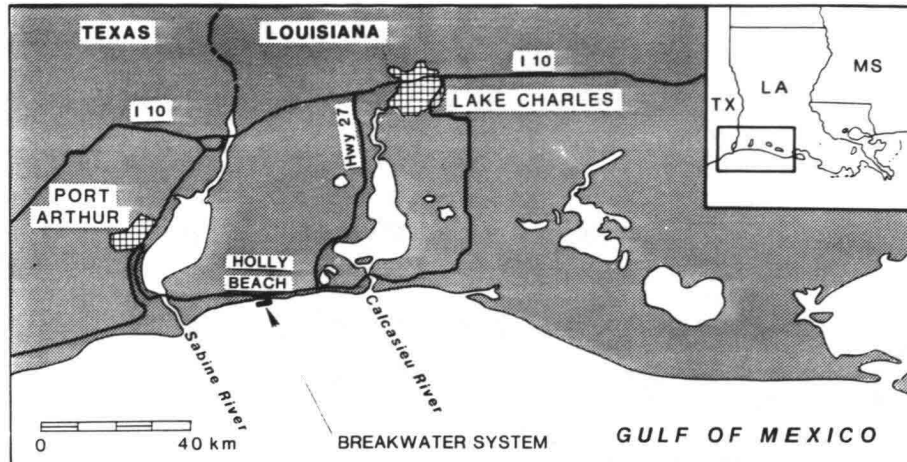 TEXAS
LOUISIANA
I 10
LAKE CHARLES
I 10
Hwy 27
PORT
ARTHUR
HOLLY
BEACH
Sabine River
Calcasieu River
0 40 km
BREAKWATER SYSTEM
GULF OF MEXICO
TX
LA
MS